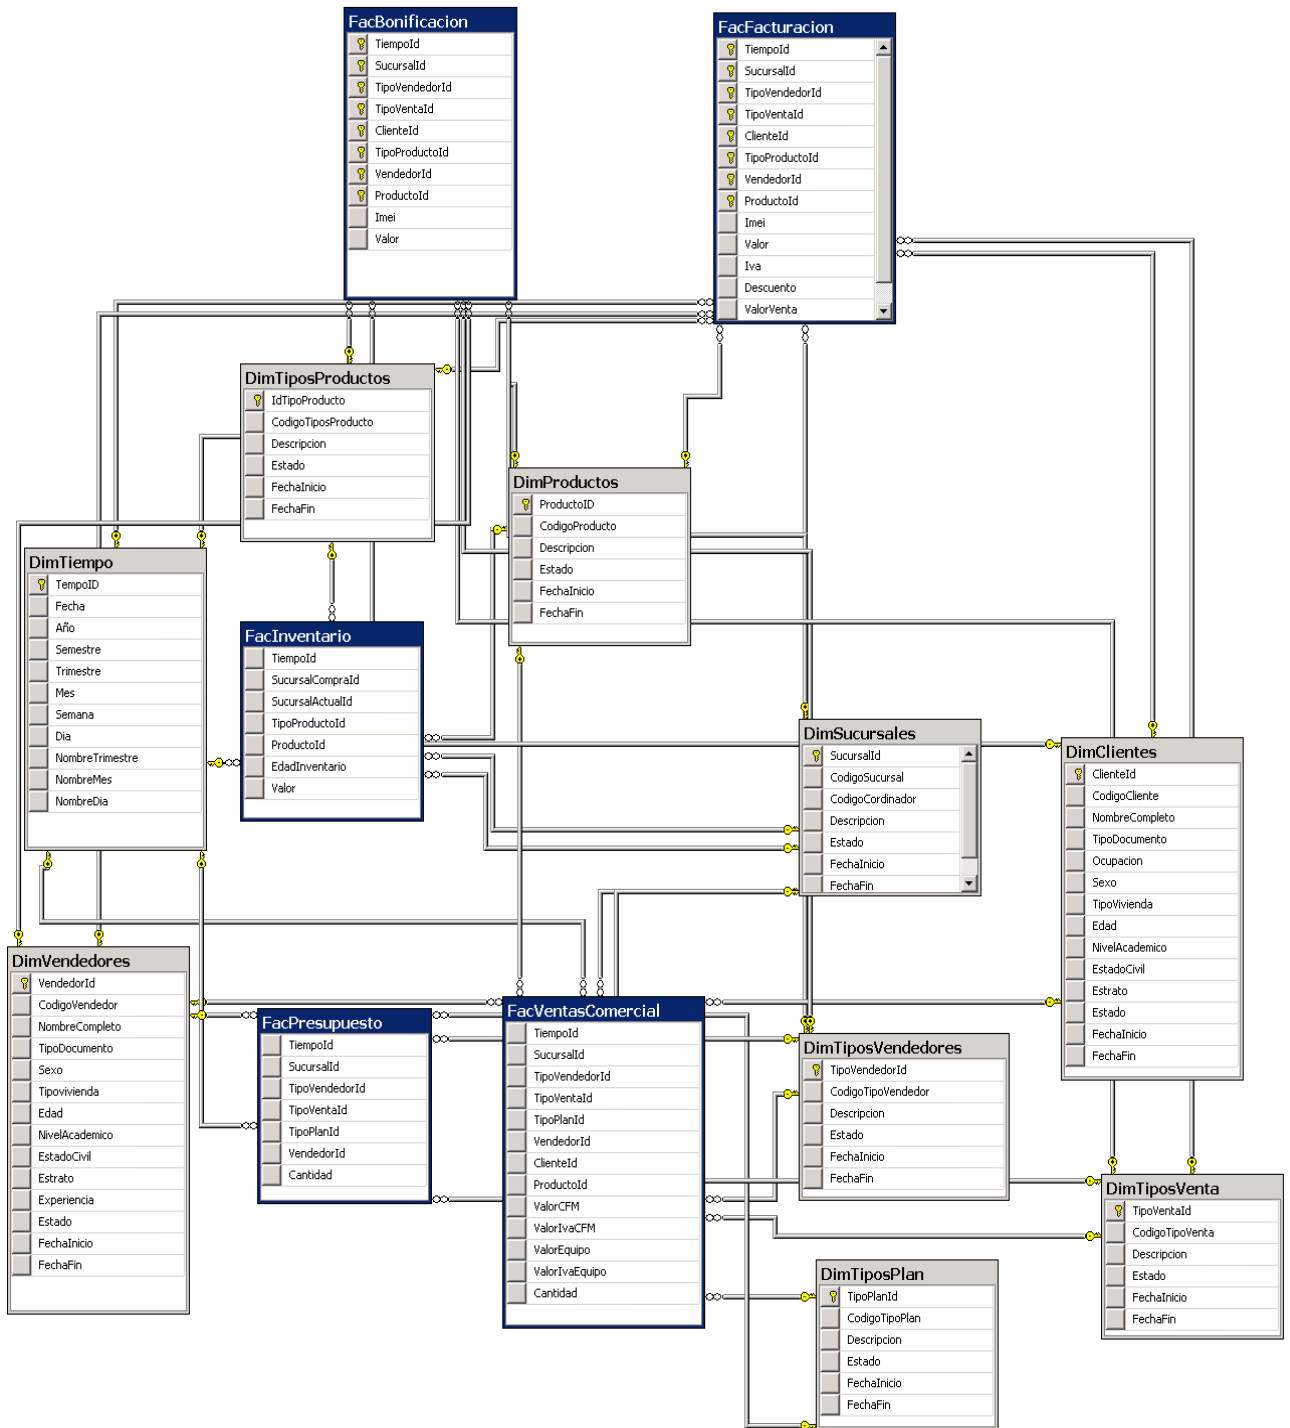 FacBonificacion
TiempoId
SucursalId
TipoVendedorId
TipoVentaId
ClienteId
TipoProductoId
VendedorId
ProductoId
Imei
Valor
FacFacturacion
TiempoId
SucursalId
TipoVendedorId
TipoVentaId
ClienteId
TipoProductoId
VendedorId
ProductoId
Imei
Valor
Iva
Descuento
ValorVenta
DimTiposProductos
IdTipoProducto
CodigoTiposProducto
Descripcion
Estado
FechaInicio
FechaFin
DimProductos
ProductoID
CodigoProducto
Descripcion
Estado
FechaInicio
FechaFin
DimTiempo
TempoID
Fecha
Año
Semestre
Trimestre
Mes
Semana
Dia
NombreTrimestre
NombreMes
NombreDia
FacInventario
TiempoId
SucursalCompraId
SucursalActualId
TipoProductoId
ProductoId
EdadInventario
Valor
DimSucursales
SucursalId
CodigoSucursal
CodigoCordinador
Descripcion
Estado
FechaInicio
FechaFin
DimClientes
ClienteId
CodigoCliente
NombreCompleto
TipoDocumento
Ocupacion
Sexo
TipoVivienda
Edad
NivelAcademico
EstadoCivil
Estrato
Estado
FechaInicio
FechaFin
DimVendedores
VendedorId
CodigoVendedor
NombreCompleto
TipoDocumento
Sexo
Tipovivienda
Edad
NivelAcademico
EstadoCivil
Estrato
Experiencia
Estado
FechaInicio
FechaFin
FacPresupuesto
TiempoId
SucursalId
TipoVendedorId
TipoVentaId
TipoPlanId
VendedorId
Cantidad
FacVentasComercial
TiempoId
SucursalId
TipoVendedorId
TipoVentaId
TipoPlanId
VendedorId
ClienteId
ProductoId
ValorCFM
ValorIvaCFM
ValorEquipo
ValorIvaEquipo
Cantidad
DimTiposVendedores
TipoVendedorId
CodigoTipoVendedor
Descripcion
Estado
FechaInicio
FechaFin
DimTiposVenta
TipoVentaId
CodigoTipoVenta
Descripcion
Estado
FechaInicio
FechaFin
DimTiposPlan
TipoPlanId
CodigoTipoPlan
Descripcion
Estado
FechaInicio
FechaFin